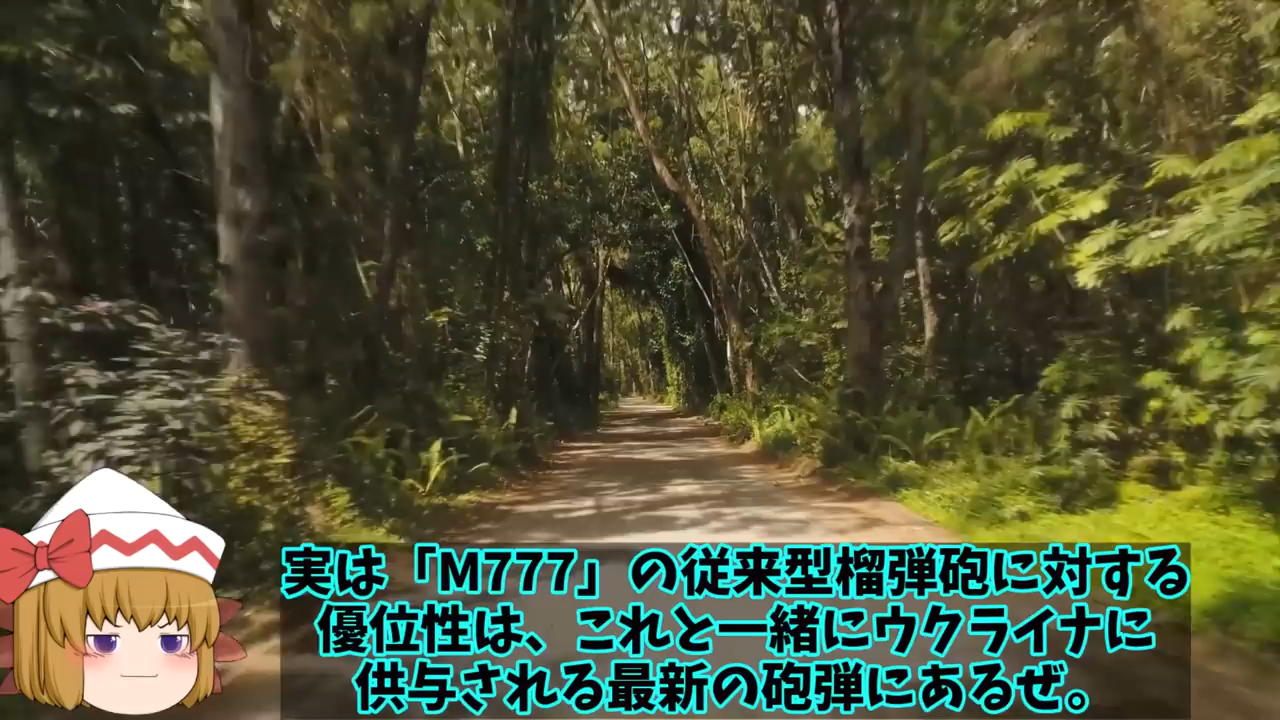 実は「M777」の従来型榴弾砲に対する
優位性は、これと一緒にウクライナに
供与される最新の砲弾にあるぜ。